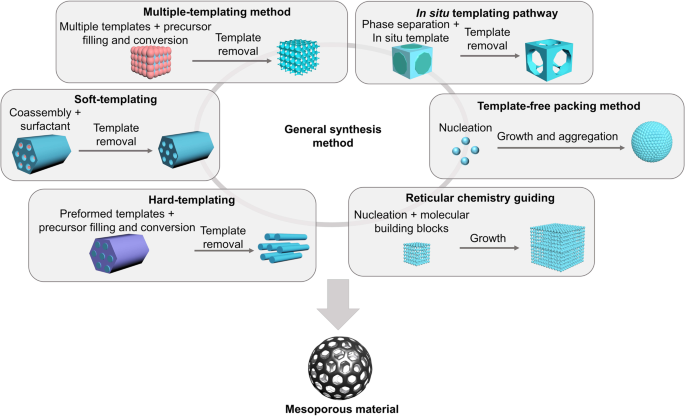 Multiple-templating method
Multiple templates + precursor
filling and conversion
Template
removal
In situ templating pathway
Phase separation +
In situ template
Template
removal
Soft-templating
Coassembly +
surfactant
Template
removal
General synthesis
method
Template-free packing method
Nucleation
Growth and aggregation
Hard-templating
Preformed templates +
precursor filling and conversion
Template
removal
Reticular chemistry guiding
Nucleation + molecular
building blocks
Growth
Mesoporous material